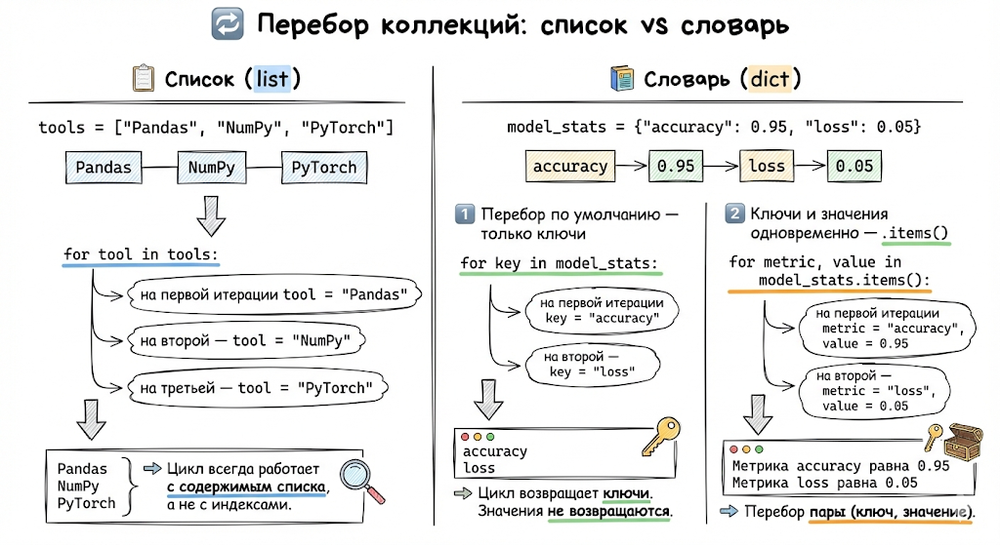 Перебор коллекций: список vs словарь
Список (list)
tools = ["Pandas", "NumPy", "PyTorch"]
Pandas
NumPy
PyTorch
for tool in tools:
на первой итерации tool = "Pandas"
на второй — tool = "NumPy"
на третьей — tool = "PyTorch"
Pandas
NumPy
PyTorch
Цикл всегда работает
с содержимым списка,
а не с индексами.
Словарь (dict)
model_stats = {"accuracy": 0.95, "loss": 0.05}
accuracy
0.95
loss
0.05
1 Перебор по умолчанию —
только ключи
for key in model_stats:
на первой итерации
key = "accuracy"
на второй —
key = "loss"
accuracy
loss
Цикл возвращает ключи.
Значения не возвращаются.
2 Ключи и значения
одновременно — .items()
for metric, value in
model_stats.items():
на первой итерации
metric = "accuracy",
value = 0.95
на второй —
metric = "loss",
value = 0.05
Метрика accuracy равна 0.95
Метрика loss равна 0.05
Перебор пары (ключ, значение).